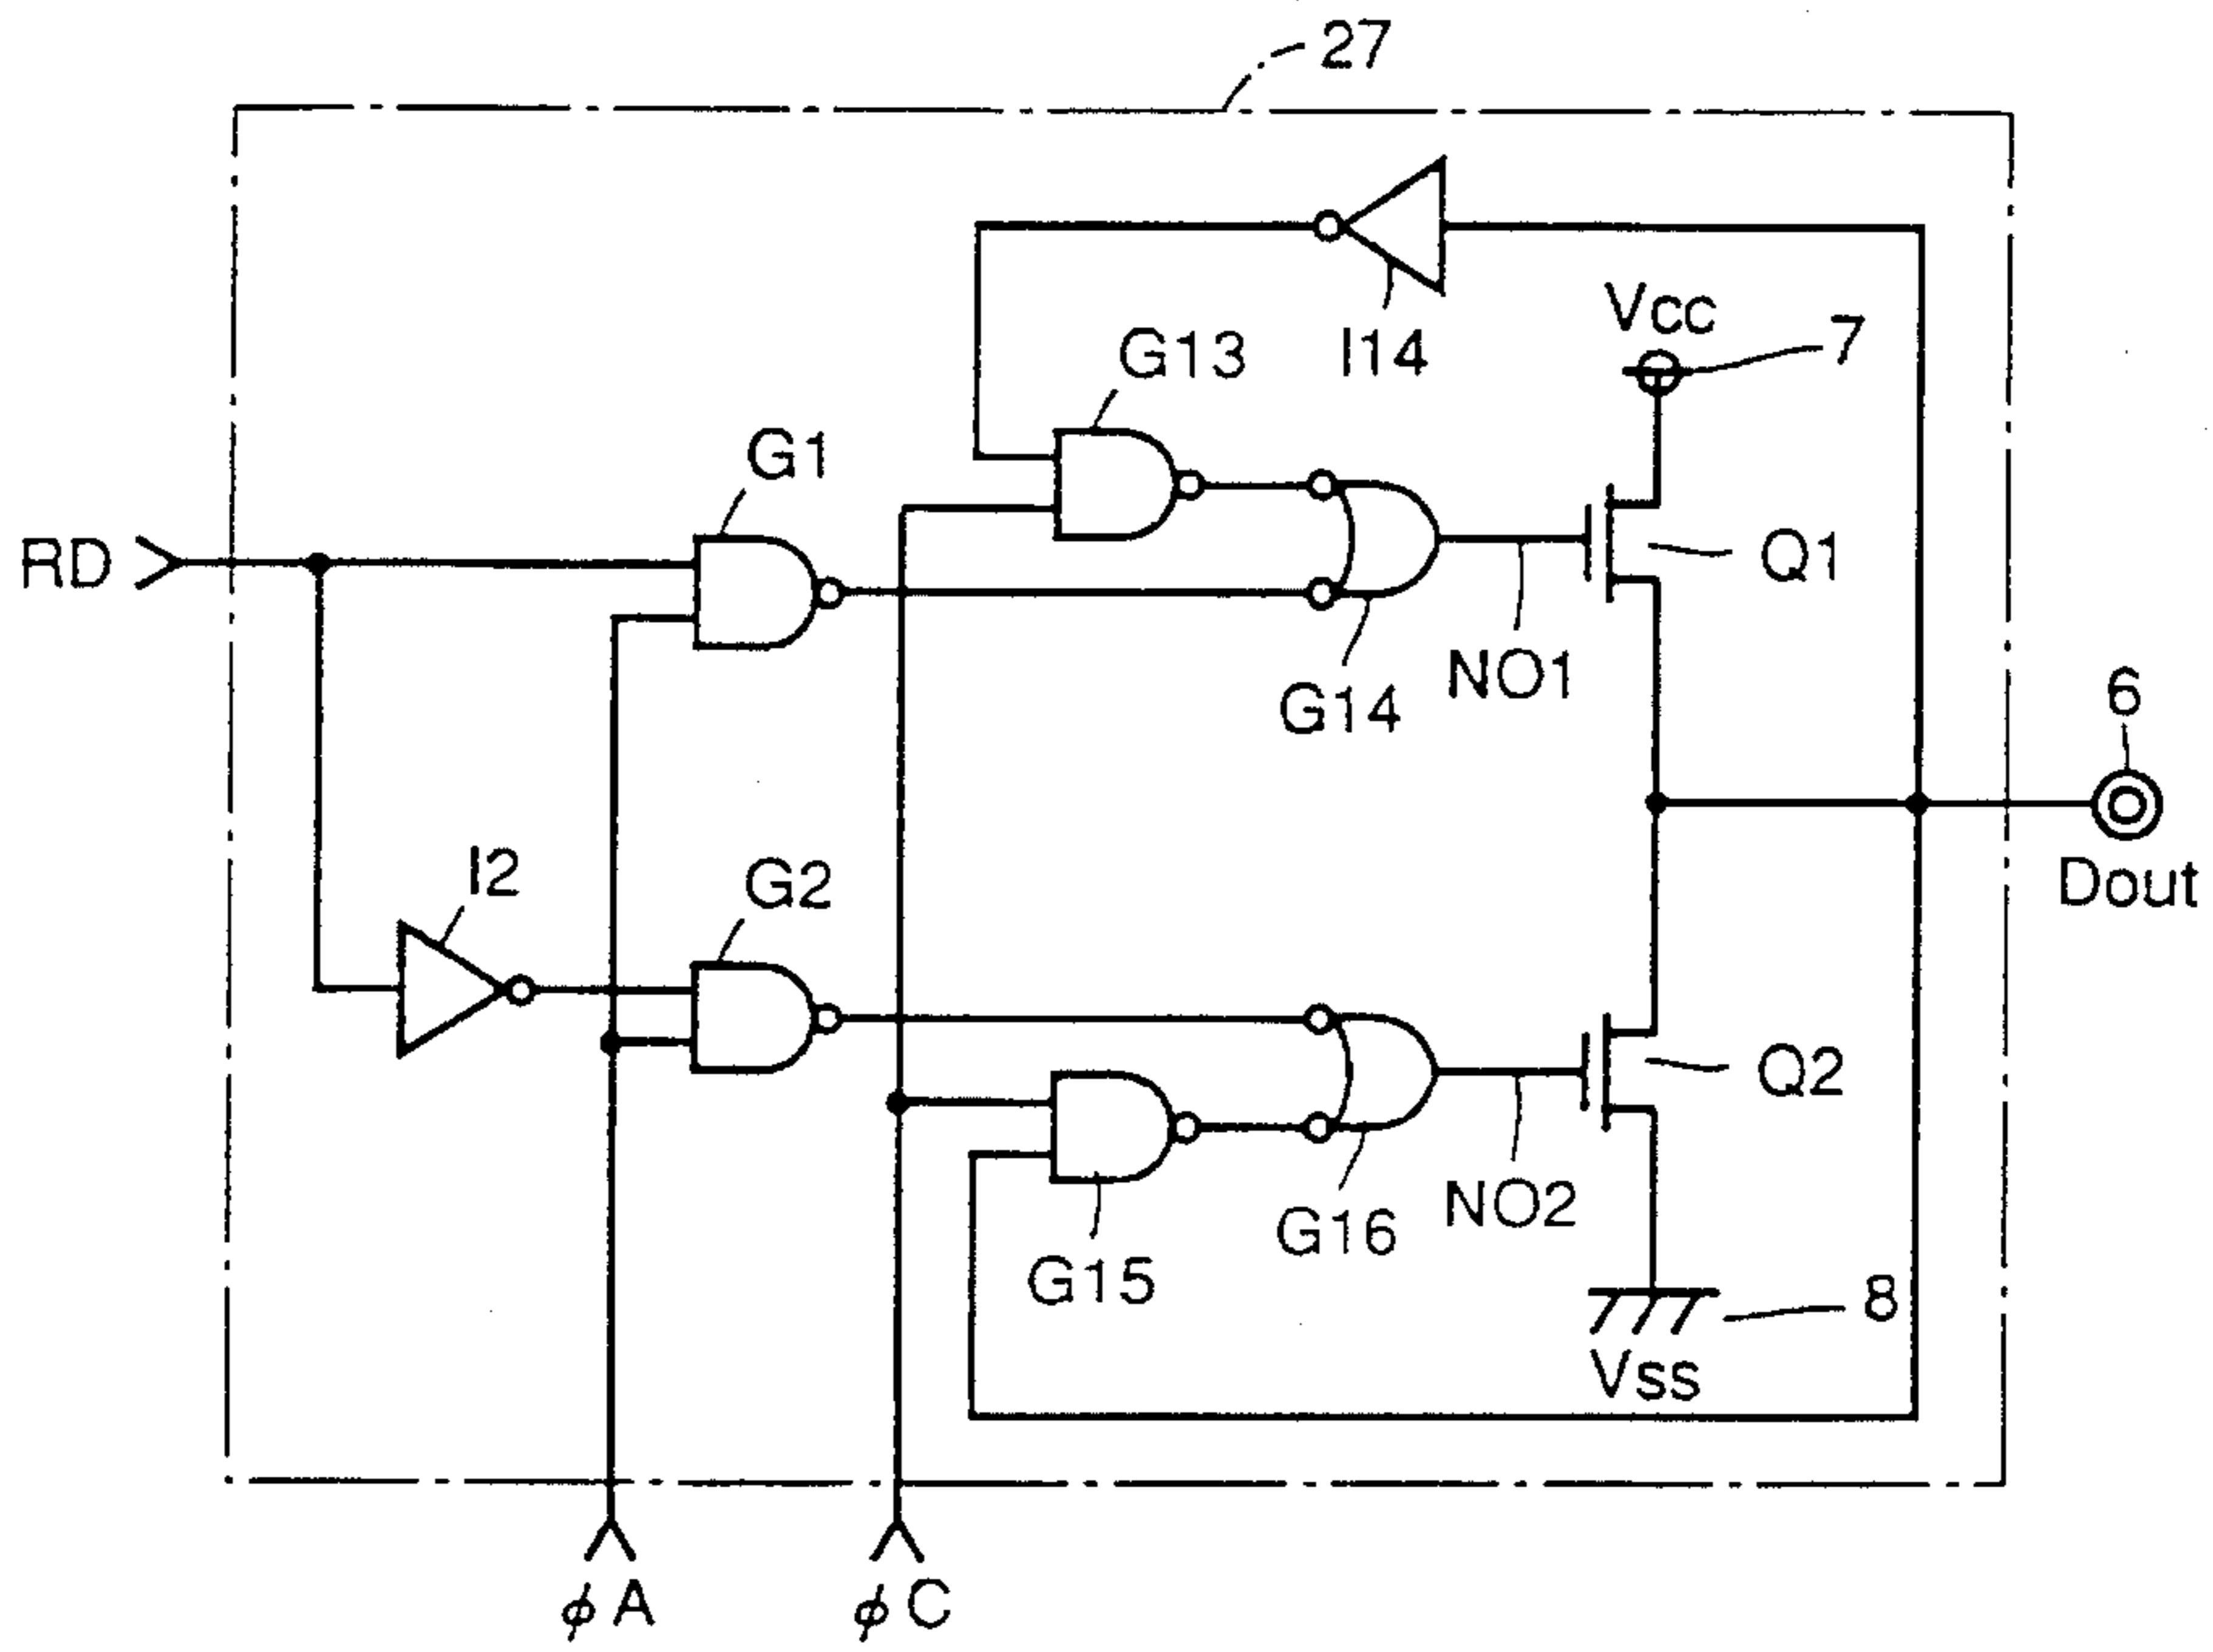 27
I14
Vcc
7
G13
G1
RD
Q1
NO1
G14
6
Dout
I2
G2
Q2
NO2
G16
G15
8
Vss
φA
φC